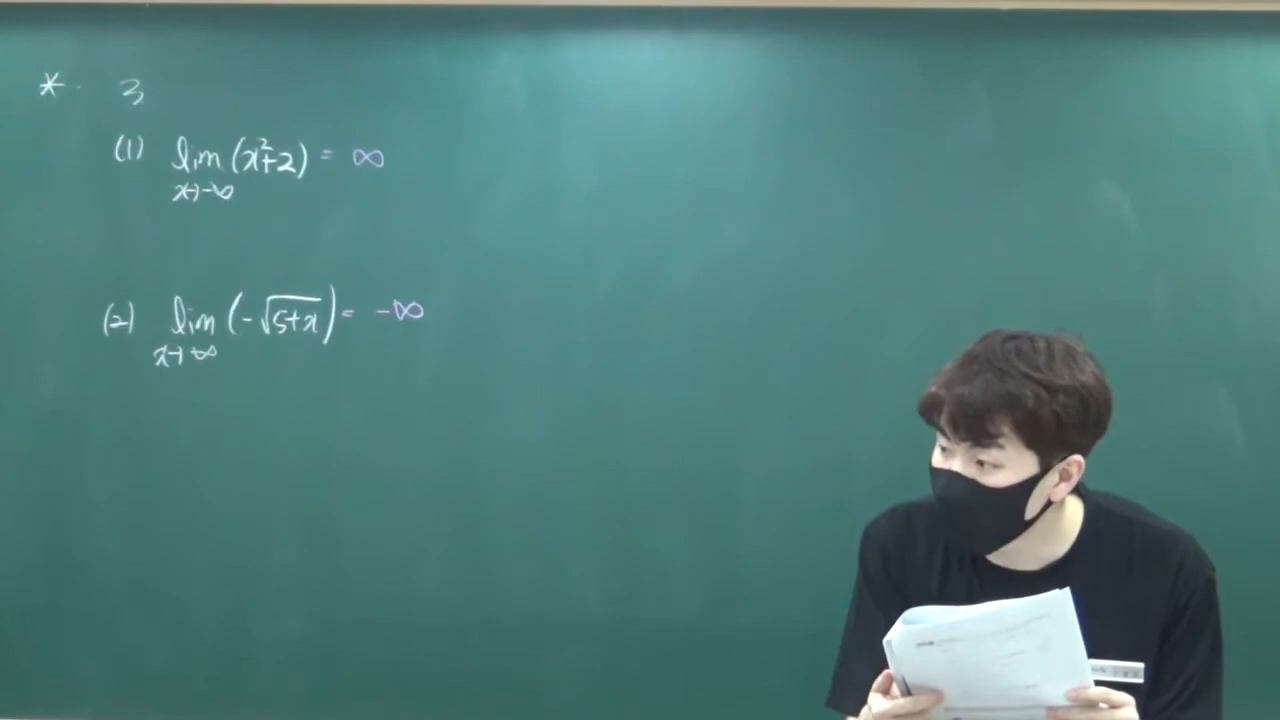 * · 3
(1) lim (x²+2) = ∞
x→-∞
(2) lim (-√5+x) = -∞
x→∞